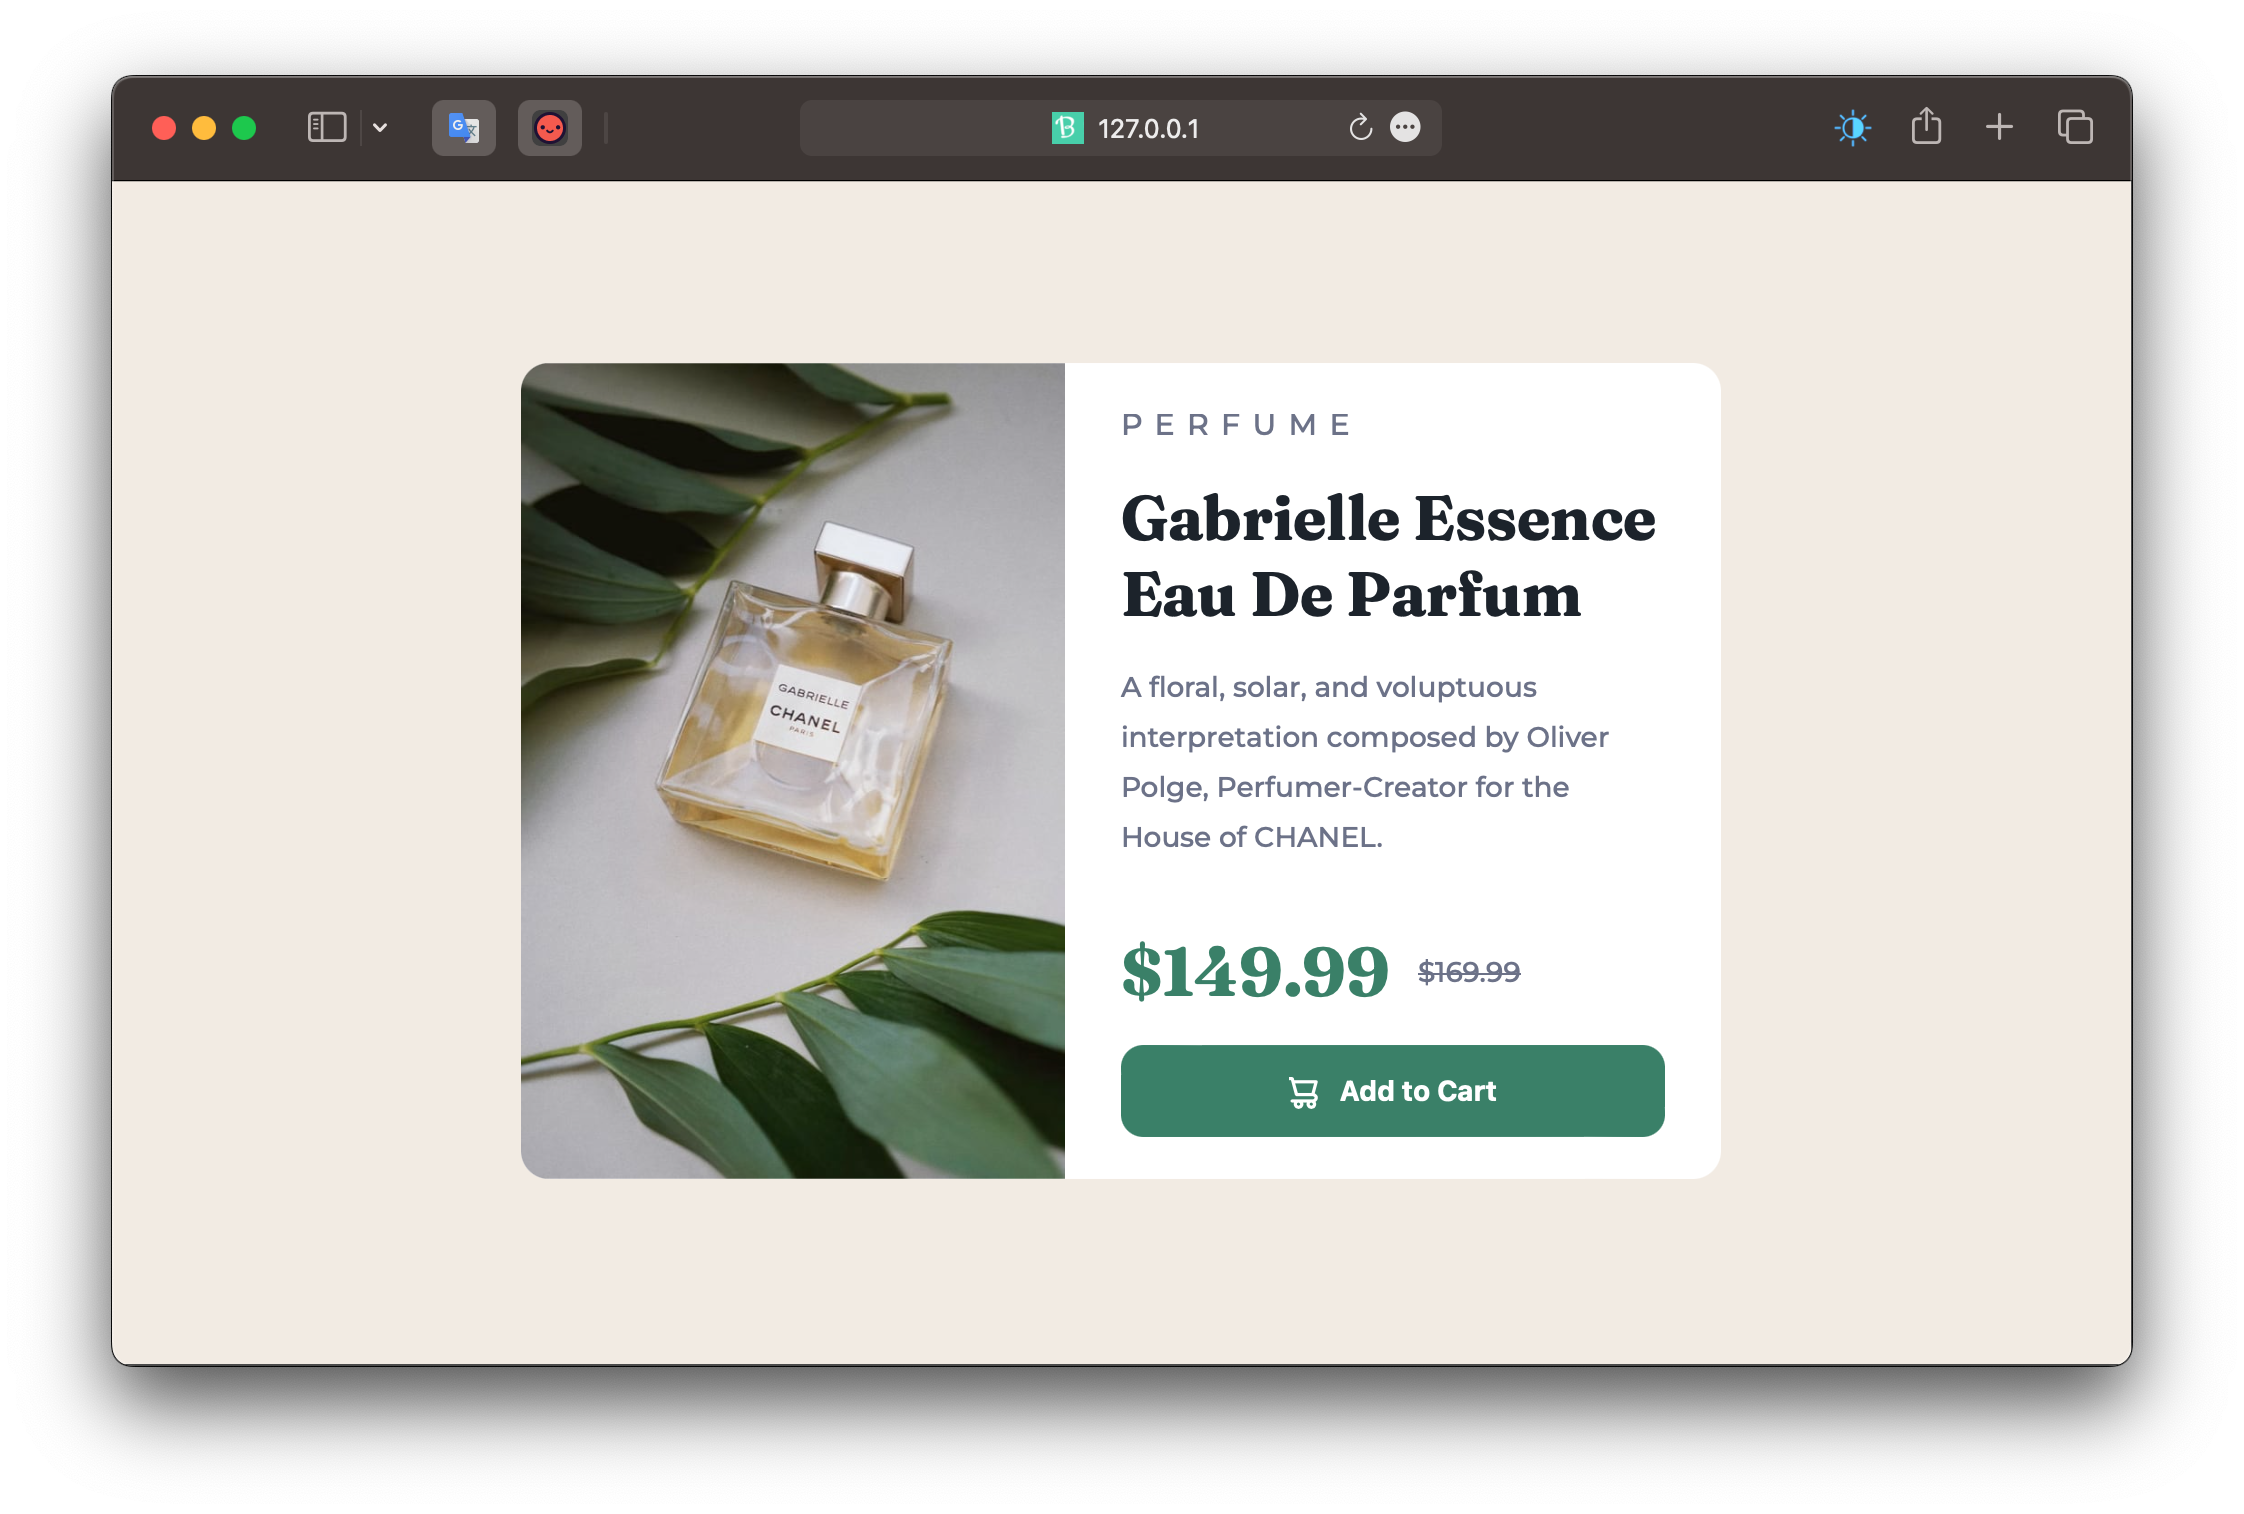 127.0.0.1
GABRIELLE
CHANEL
PARIS
PERFUME
Gabrielle Essence
Eau De Parfum
A floral, solar, and voluptuous
interpretation composed by Oliver
Polge, Perfumer-Creator for the
House of CHANEL.
$149.99 $169.99
Add to Cart